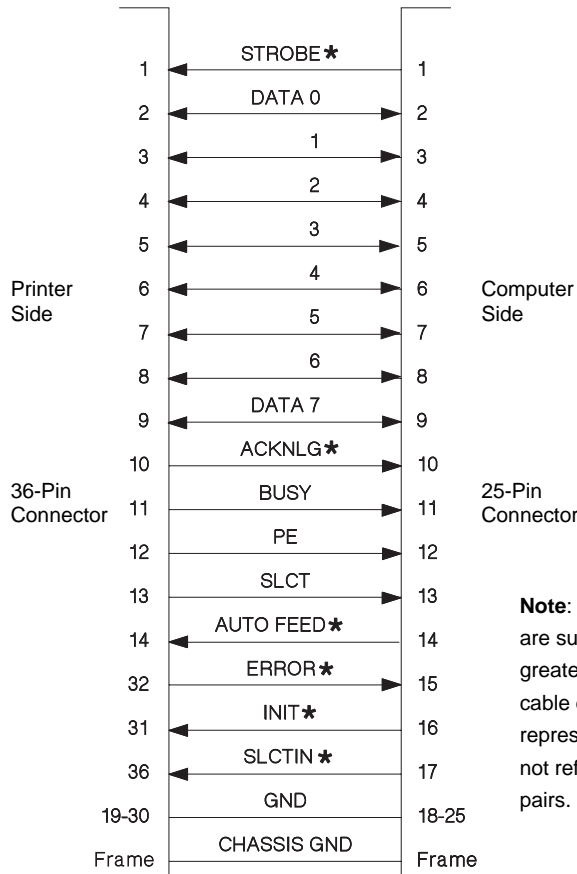 1 STROBE* 1
2 DATA 0 2
3 1 3
4 2 4
5 3 5
Printer Side
6 4 6
Computer Side
7 5 7
8 6 8
9 DATA 7 9
10 ACKNLG* 10
36-Pin Connector
11 BUSY 11
25-Pin Connector
12 PE 12
13 SLCT 13
14 AUTO FEED* 14
32 ERROR* 15
31 INIT* 16
36 SLCTIN* 17
19-30 GND 18-25
Frame CHASSIS GND Frame
Note:
are su
greate
cable
repres
not ref
pairs.